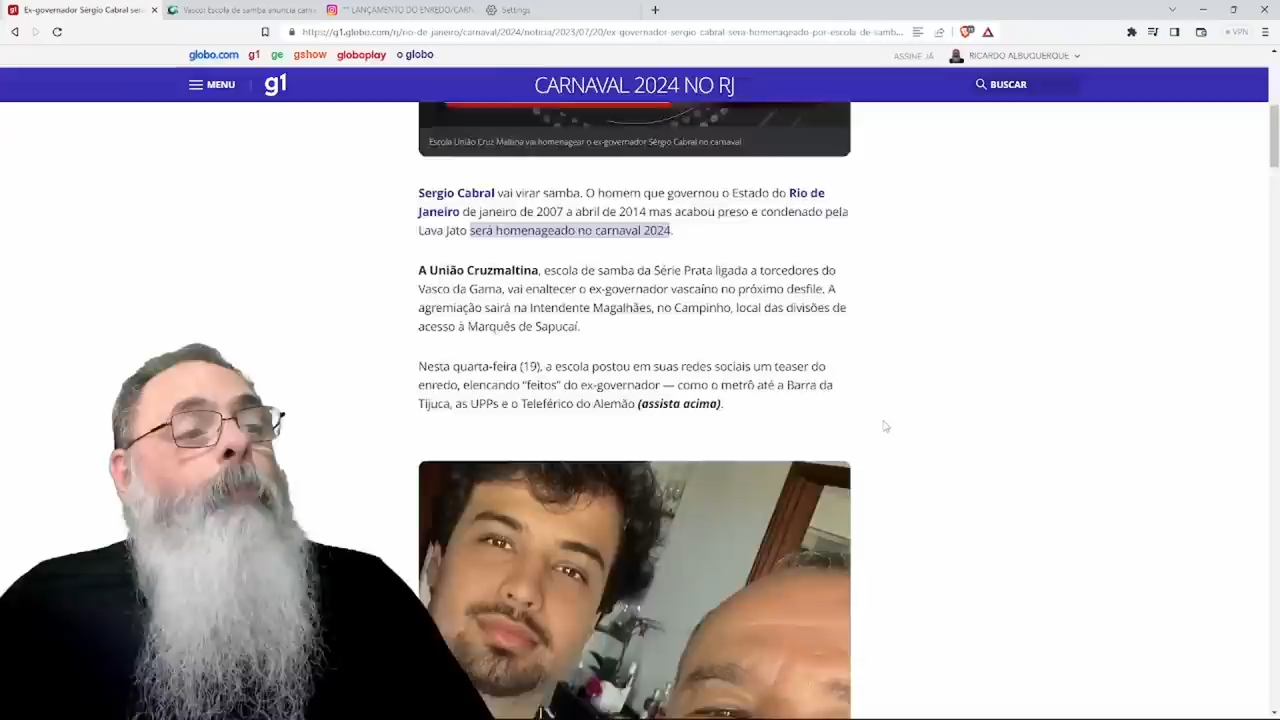 Ex-governador Sérgio Cabral ser
Vasco: Escola de samba anuncia carn
** LANÇAMENTO DO ENREDO/CARN
Settings
https://g1.globo.com/rj/rio-de-janeiro/carnaval/2024/noticia/2023/07/20/ex-governador-sergio-cabral-sera-homenageado-por-escola-de-samb...
VPN
globo.com g1 ge gshow globoplay o globo
ASSINE JÁ
RICARDO ALBUQUERQUE
MENU
g1
CARNAVAL 2024 NO RJ
BUSCAR
Escola União Cruz Maltina vai homenagear o ex-governador Sérgio Cabral no carnaval
Sergio Cabral vai virar samba. O homem que governou o Estado do Rio de
Janeiro de janeiro de 2007 a abril de 2014 mas acabou preso e condenado pela
Lava Jato será homenageado no carnaval 2024.
A União Cruzmaltina, escola de samba da Série Prata ligada a torcedores do
Vasco da Gama, vai enaltecer o ex-governador vascaíno no próximo desfile. A
agremiação sairá na Intendente Magalhães, no Campinho, local das divisões de
acesso à Marquês de Sapucaí.
Nesta quarta-feira (19), a escola postou em suas redes sociais um teaser do
enredo, elencando “feitos” do ex-governador — como o metrô até a Barra da
Tijuca, as UPPs e o Teleférico do Alemão (assista acima).